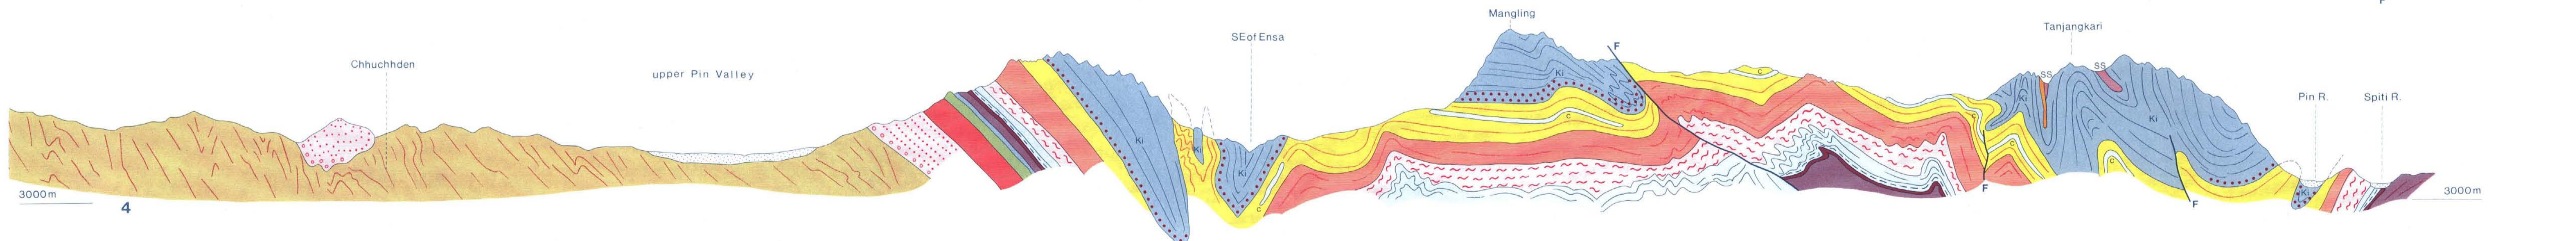 Chhuchhden
upper Pin Valley
SE of Ensa
Mangling
F
Tanjangkari
Pin R.
Spiti R.
F
SS
SS
Ki
Ki
Ki
Ki
Ki
Ki
Ki
c
c
c
c
c
c
F
F
3000m
4
3000m